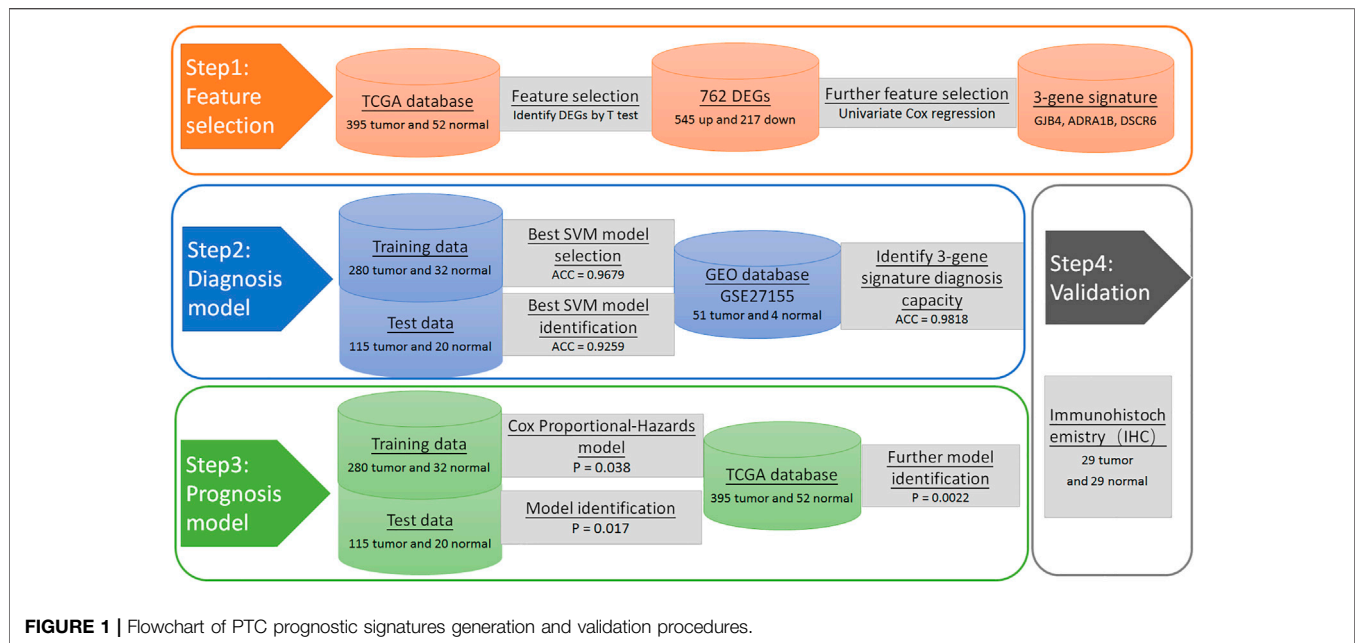 Step1:
Feature
selection
TCGA database
395 tumor and 52 normal
Feature selection
Identify DEGs by T test
762 DEGs
545 up and 217 down
Further feature selection
Univariate Cox regression
3-gene signature
GJB4, ADRA1B, DSCR6
Step2:
Diagnosis
model
Training data
280 tumor and 32 normal
Test data
115 tumor and 20 normal
Best SVM model
selection
ACC = 0.9679
Best SVM model
identification
ACC = 0.9259
GEO database
GSE27155
51 tumor and 4 normal
Identify 3-gene
signature diagnosis
capacity
ACC = 0.9818
Step3:
Prognosis
model
Training data
280 tumor and 32 normal
Test data
115 tumor and 20 normal
Cox Proportional-Hazards
model
P = 0.038
Model identification
P = 0.017
TCGA database
395 tumor and 52 normal
Further model
identification
P = 0.0022
Step4:
Validation
Immunohistoch
emistry（IHC）
29 tumor
and 29 normal
FIGURE 1 | Flowchart of PTC prognostic signatures generation and validation procedures.